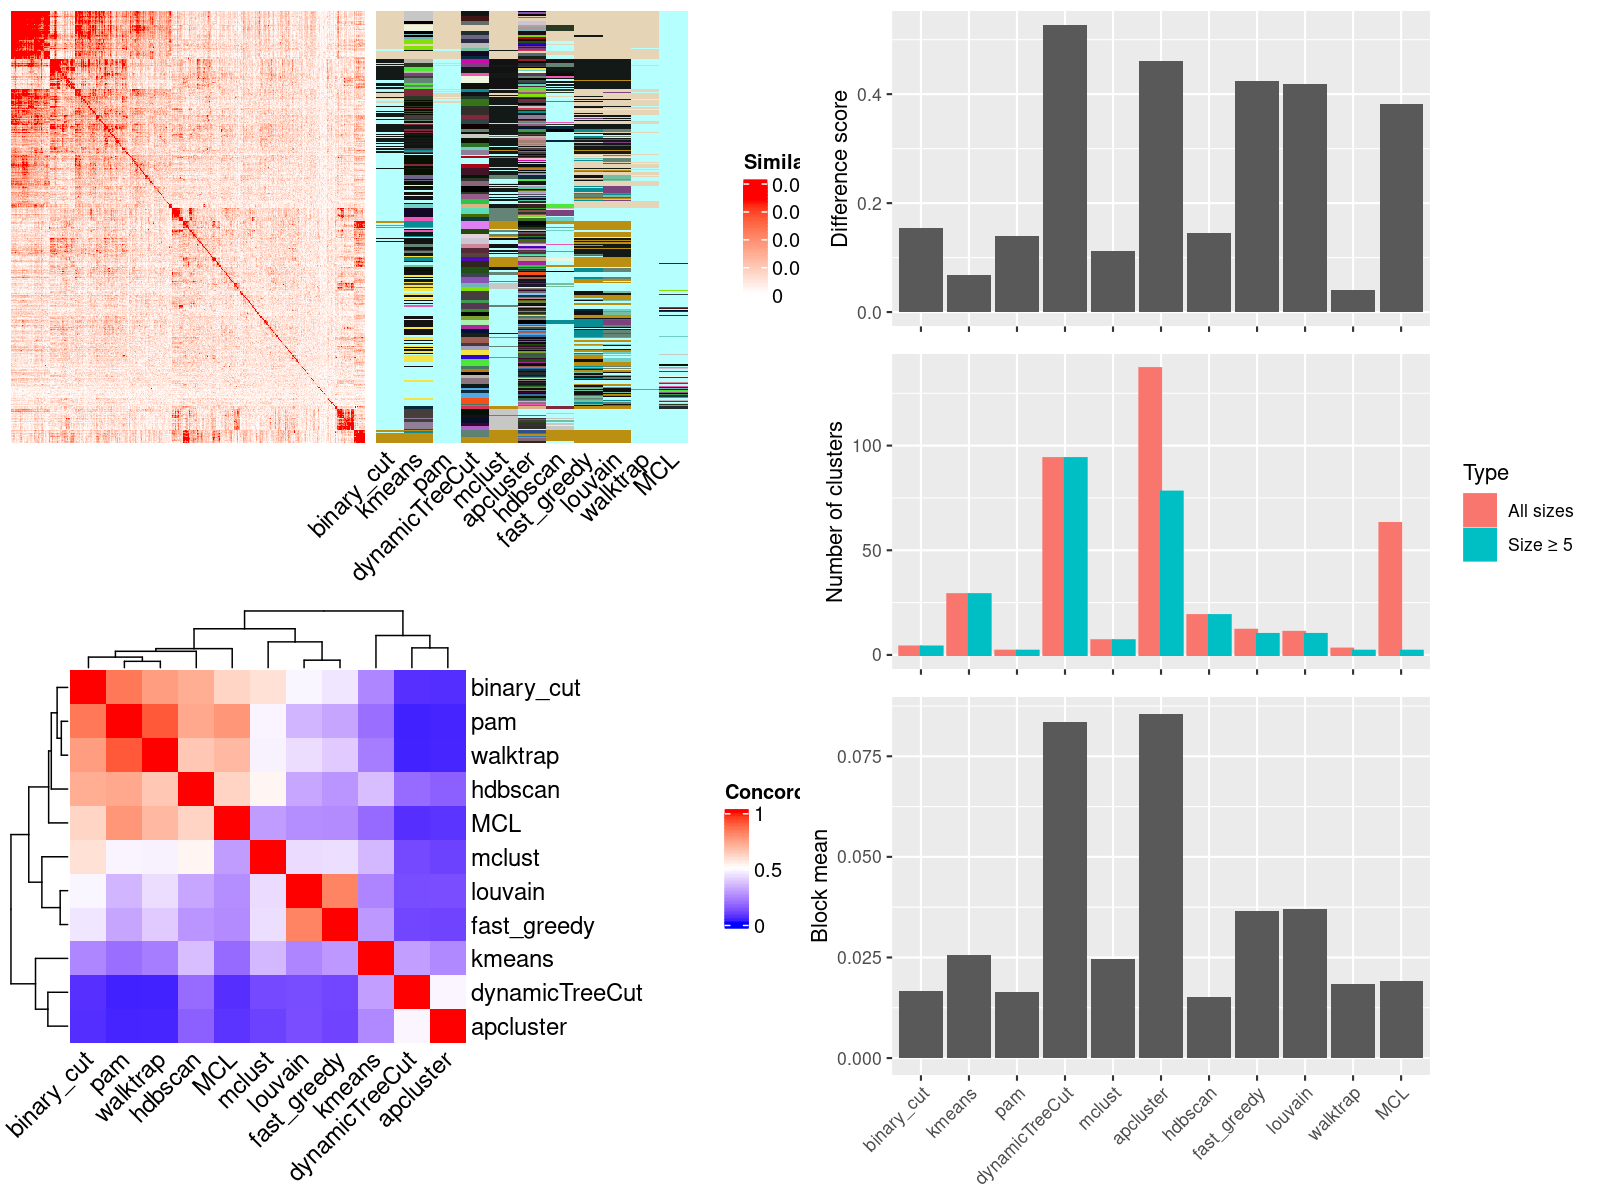 Simila
0.0
0.0
0.0
0.0
0
binary_cut
kmeans
pam
dynamicTreeCut
mclust
apcluster
hdbscan
fast_greedy
louvain
walktrap
MCL
binary_cut
pam
walktrap
hdbscan
MCL
mclust
louvain
fast_greedy
kmeans
dynamicTreeCut
apcluster
binary_cut
pam
walktrap
hdbscan
MCL
mclust
louvain
fast_greedy
kmeans
dynamicTreeCut
apcluster
Concord
1
0.5
0
Difference score
0.4
0.2
0.0
Number of clusters
100
50
0
Type
All sizes
Size ≥ 5
Block mean
0.075
0.050
0.025
0.000
binary_cut
kmeans
pam
dynamicTreeCut
mclust
apcluster
hdbscan
fast_greedy
louvain
walktrap
MCL